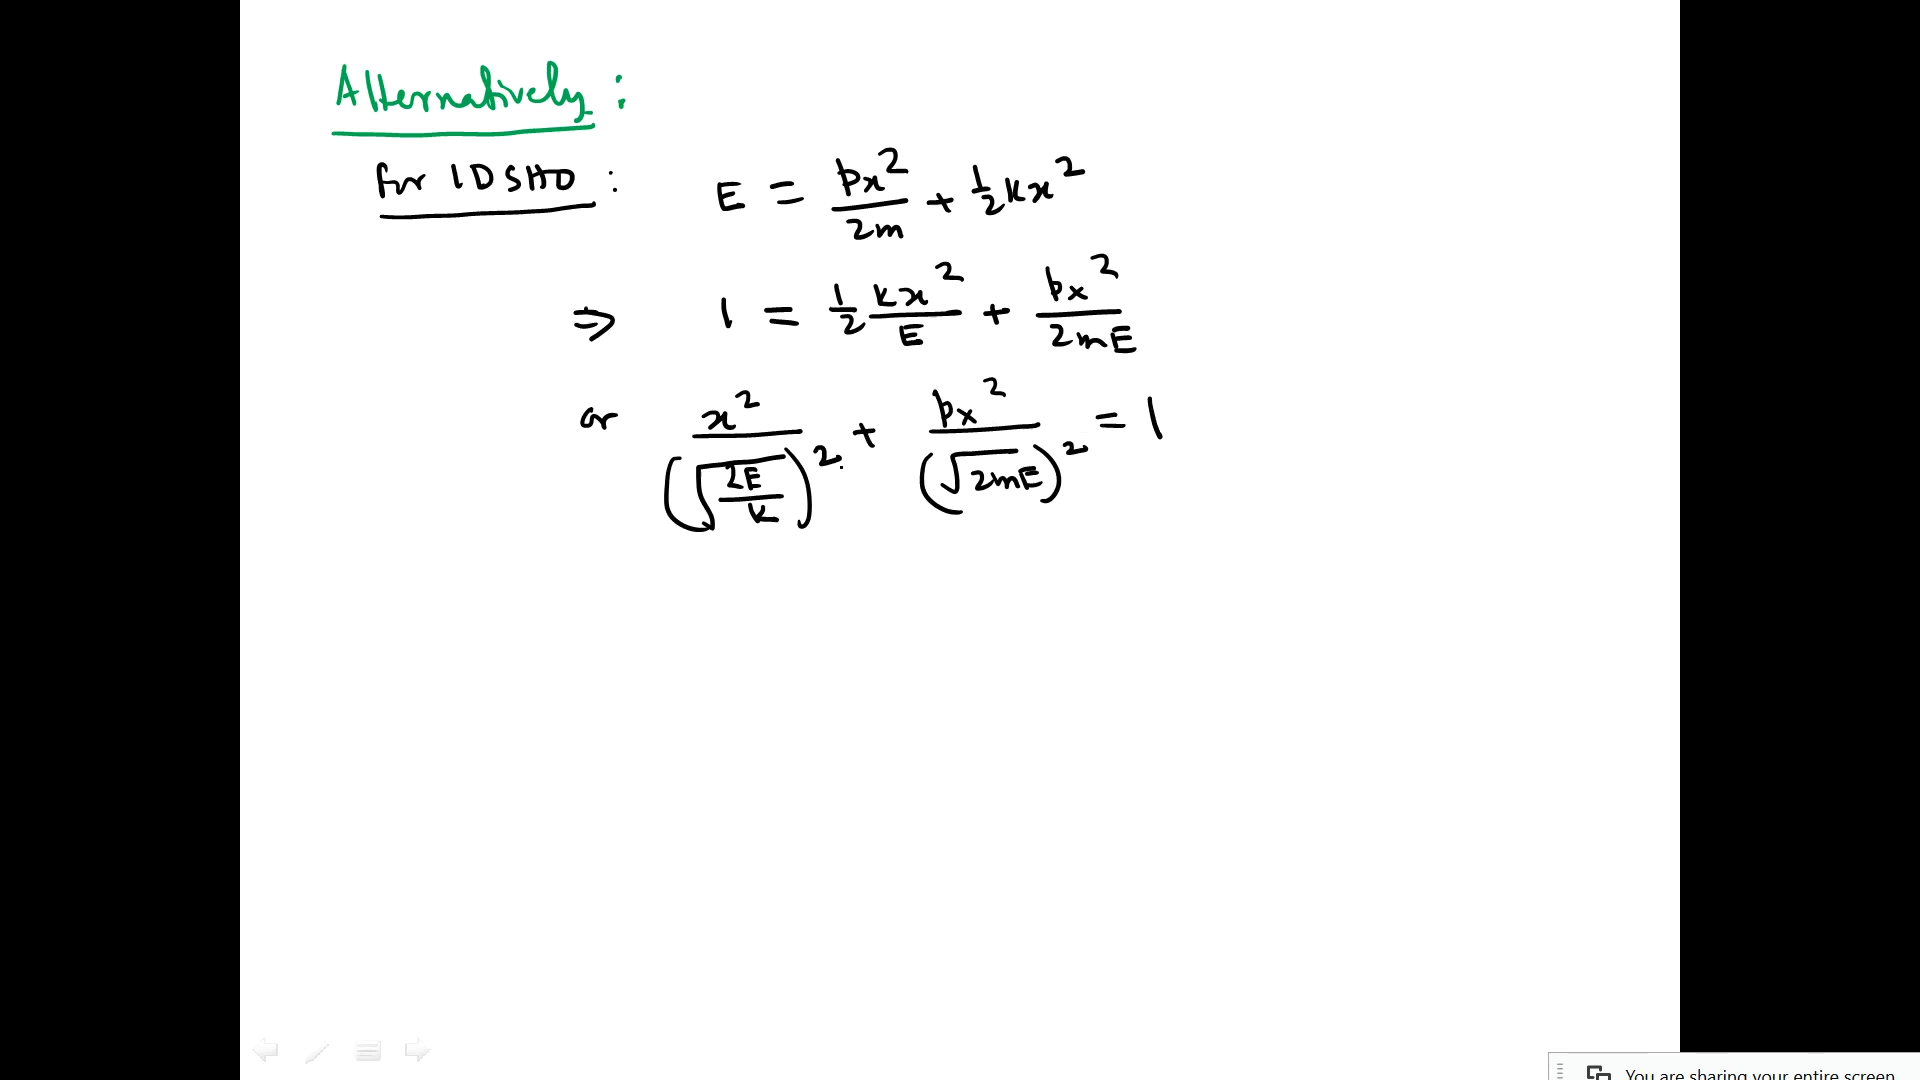 Alternatively :
for 1D SHO : E = px²/2m + ½kx²
⇒ 1 = ½ kx²/E + px²/2mE
or x²/(√(2E/k))² + px²/(√2mE)² = 1
You are sharing your entire screen